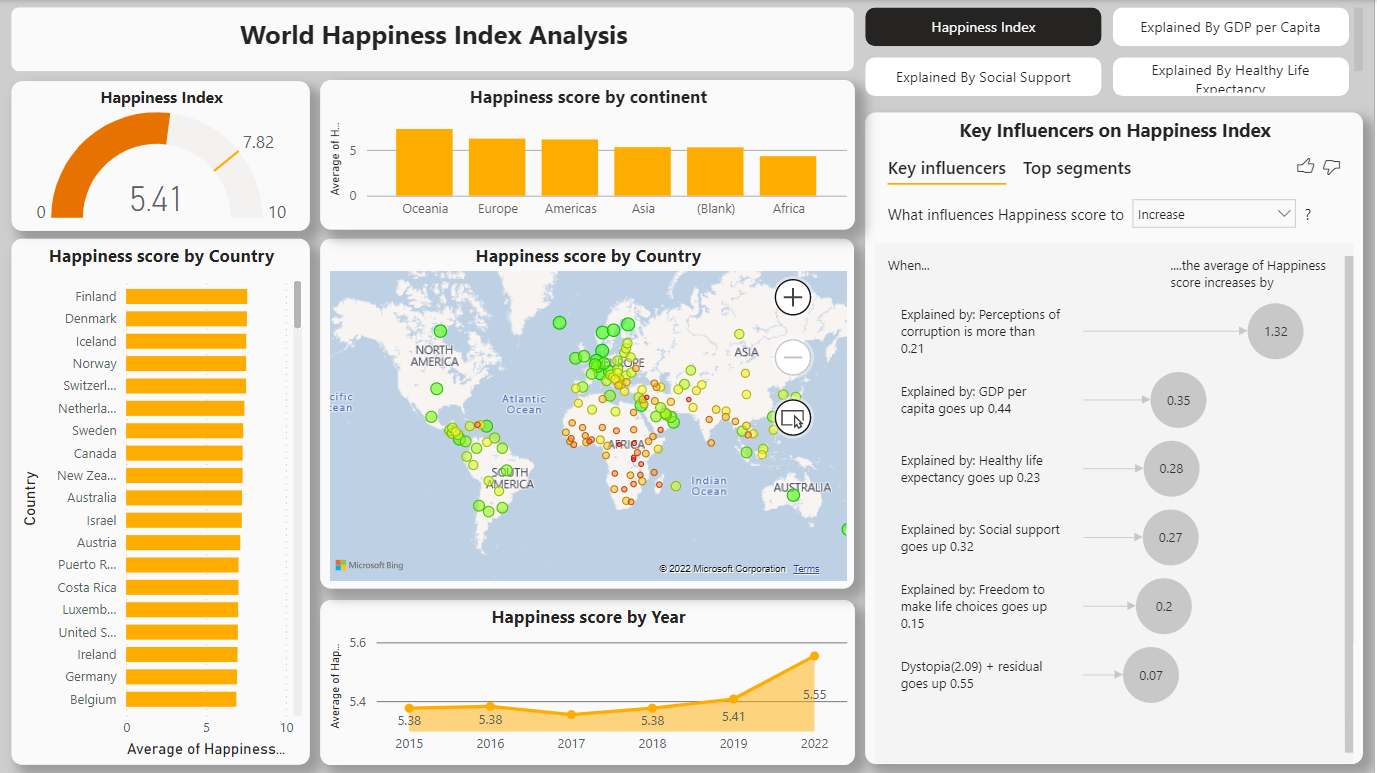 World Happiness Index Analysis
Happiness Index
Explained By GDP per Capita
Explained By Social Support
Explained By Healthy Life
Expectancy
Happiness Index
7.82
5.41
0
10
Happiness score by continent
Average of H...
5
0
Oceania
Europe
Americas
Asia
(Blank)
Africa
Happiness score by Country
Country
Finland
Denmark
Iceland
Norway
Switzerl...
Netherla...
Sweden
Canada
New Zea...
Australia
Israel
Austria
Puerto R...
Costa Rica
Luxemb...
United S...
Ireland
Germany
Belgium
0
5
10
Average of Happiness...
Happiness score by Country
NORTH
AMERICA
EUROPE
ASIA
cific
cean
Atlantic
Ocean
AFRICA
SOUTH
AMERICA
Indian
Ocean
AUSTRALIA
Microsoft Bing
© 2022 Microsoft Corporation
Terms
Happiness score by Year
Average of Hap...
5.6
5.4
5.38
5.38
5.38
5.41
5.55
2015
2016
2017
2018
2019
2022
Key Influencers on Happiness Index
Key influencers
Top segments
What influences Happiness score to
Increase
?
When...
....the average of Happiness
score increases by
Explained by: Perceptions of
corruption is more than
0.21
1.32
Explained by: GDP per
capita goes up 0.44
0.35
Explained by: Healthy life
expectancy goes up 0.23
0.28
Explained by: Social support
goes up 0.32
0.27
Explained by: Freedom to
make life choices goes up
0.15
0.2
Dystopia(2.09) + residual
goes up 0.55
0.07